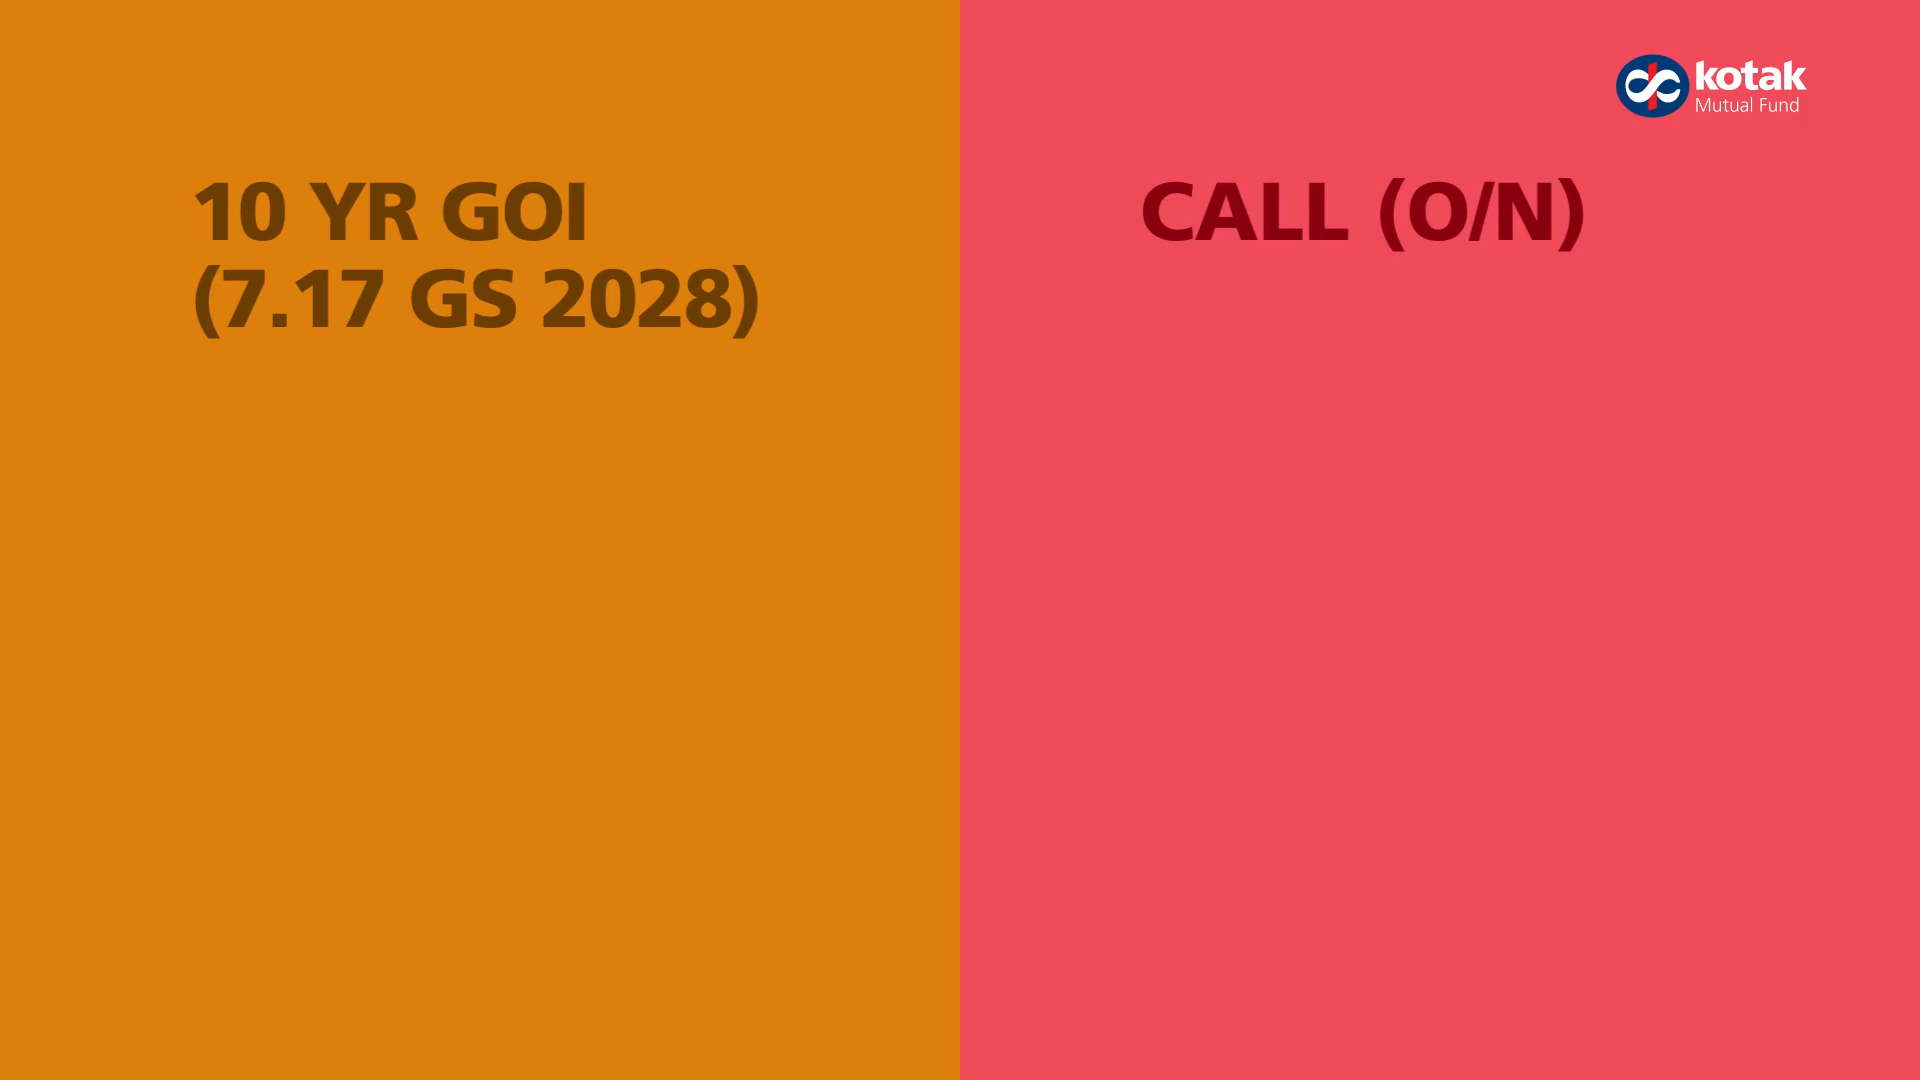 kotak
Mutual Fund
10 YR GOI
(7.17 GS 2028)
CALL (O/N)